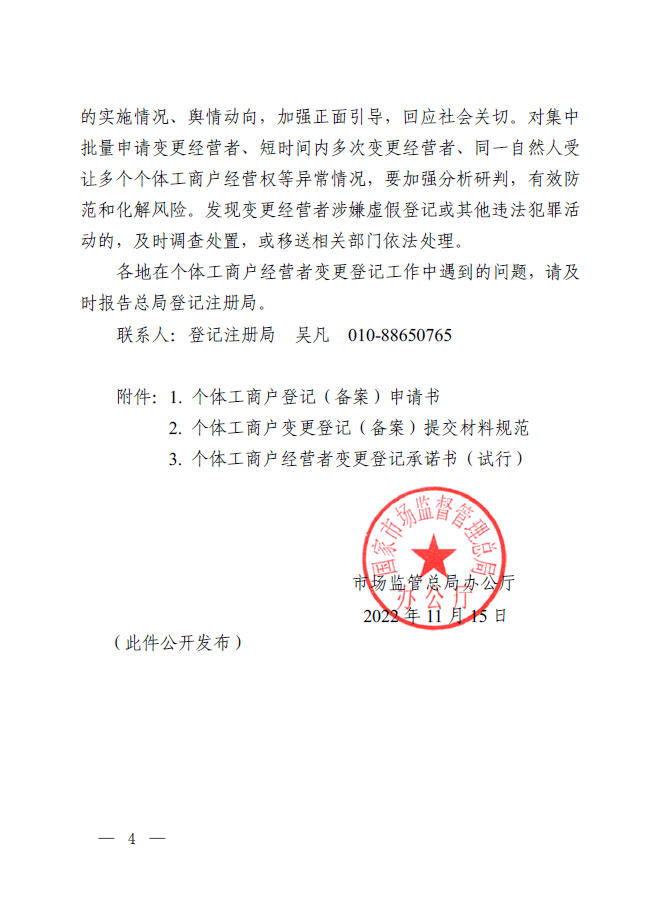 的实施情况、舆情动向，加强正面引导，回应社会关切。对集中
批量申请变更经营者、短时间内多次变更经营者、同一自然人受
让多个个体工商户经营权等异常情况，要加强分析研判，有效防
范和化解风险。发现变更经营者涉嫌虚假登记或其他违法犯罪活
动的，及时调查处置，或移送相关部门依法处理。
各地在个体工商户经营者变更登记工作中遇到的问题，请及
时报告总局登记注册局。
联系人：登记注册局　吴凡　010-88650765
附件：1. 个体工商户登记（备案）申请书
2. 个体工商户变更登记（备案）提交材料规范
3. 个体工商户经营者变更登记承诺书（试行）
国家市场监督管理总局
办公厅
市场监管总局办公厅
2022 年 11 月 15 日
（此件公开发布）
— 4 —